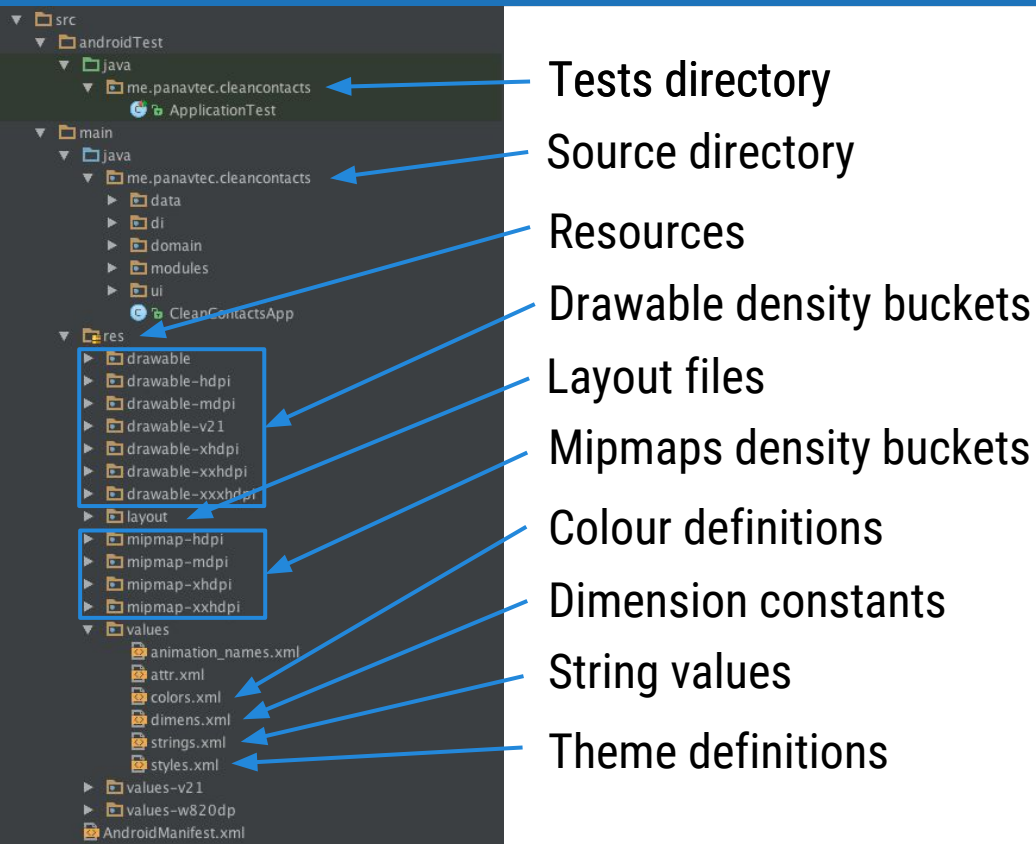 src
androidTest
java
me.panavtec.cleancontacts
ApplicationTest
main
java
me.panavtec.cleancontacts
data
di
domain
modules
ui
CleanContactsApp
res
drawable
drawable-hdpi
drawable-mdpi
drawable-v21
drawable-xhdpi
drawable-xxhdpi
drawable-xxxhdpi
layout
mipmap-hdpi
mipmap-mdpi
mipmap-xhdpi
mipmap-xxhdpi
values
animation_names.xml
attr.xml
colors.xml
dimens.xml
strings.xml
styles.xml
values-v21
values-w820dp
AndroidManifest.xml
Tests directory
Source directory
Resources
Drawable density buckets
Layout files
Mipmaps density buckets
Colour definitions
Dimension constants
String values
Theme definitions